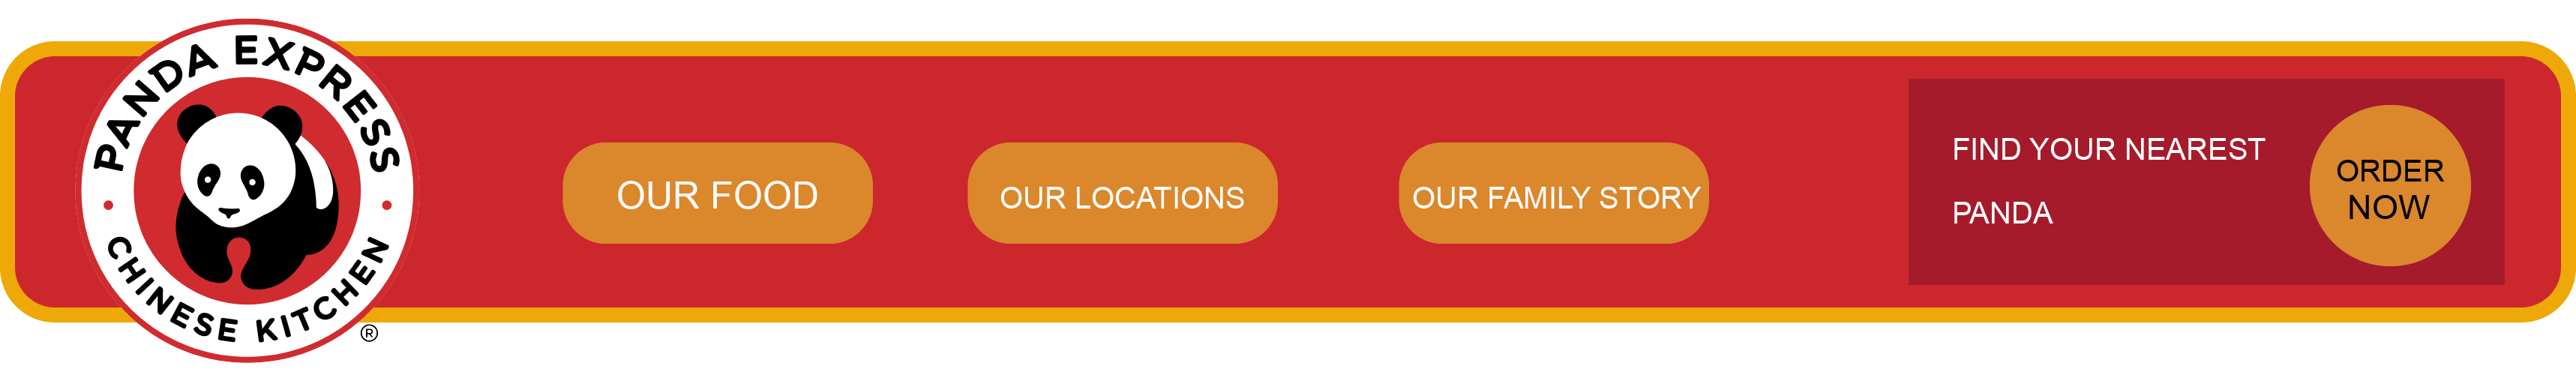 PANDA EXPRESS
CHINESE KITCHEN
®
OUR FOOD
OUR LOCATIONS
OUR FAMILY STORY
FIND YOUR NEAREST
PANDA
ORDER
NOW